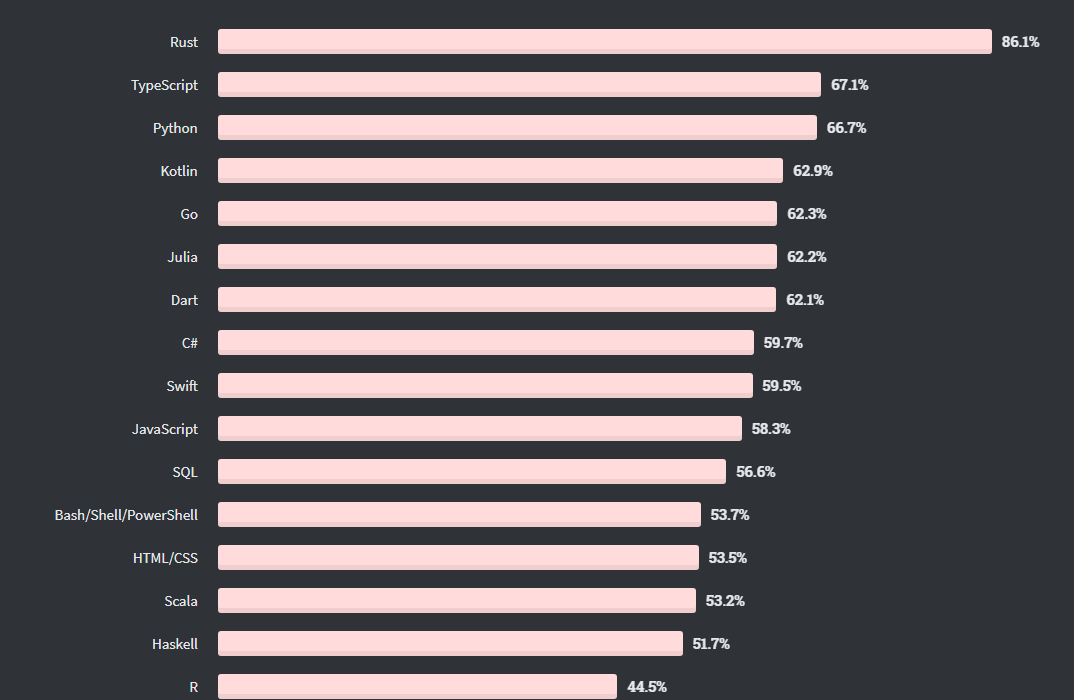 Rust 86.1%
TypeScript 67.1%
Python 66.7%
Kotlin 62.9%
Go 62.3%
Julia 62.2%
Dart 62.1%
C# 59.7%
Swift 59.5%
JavaScript 58.3%
SQL 56.6%
Bash/Shell/PowerShell 53.7%
HTML/CSS 53.5%
Scala 53.2%
Haskell 51.7%
R 44.5%